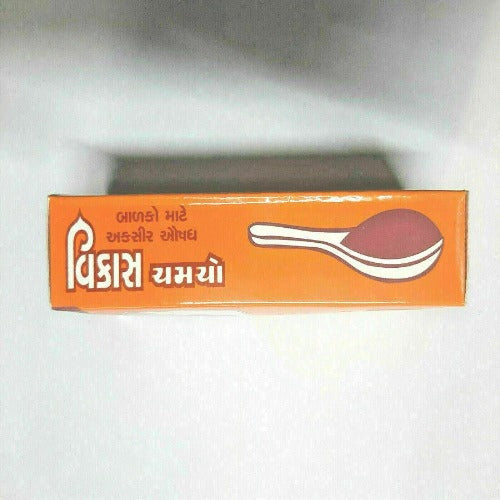 બાળકો માટે
અકસીર ઔષધ
વિકાસ ચમચો